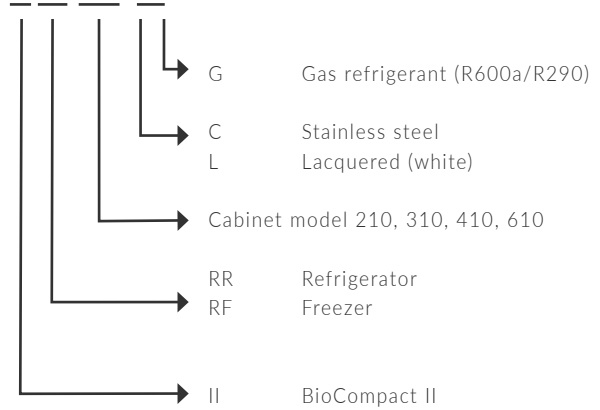 G Gas refrigerant (R600a/R290)
C Stainless steel
L Lacquered (white)
Cabinet model 210, 310, 410, 610
RR Refrigerator
RF Freezer
II BioCompact II